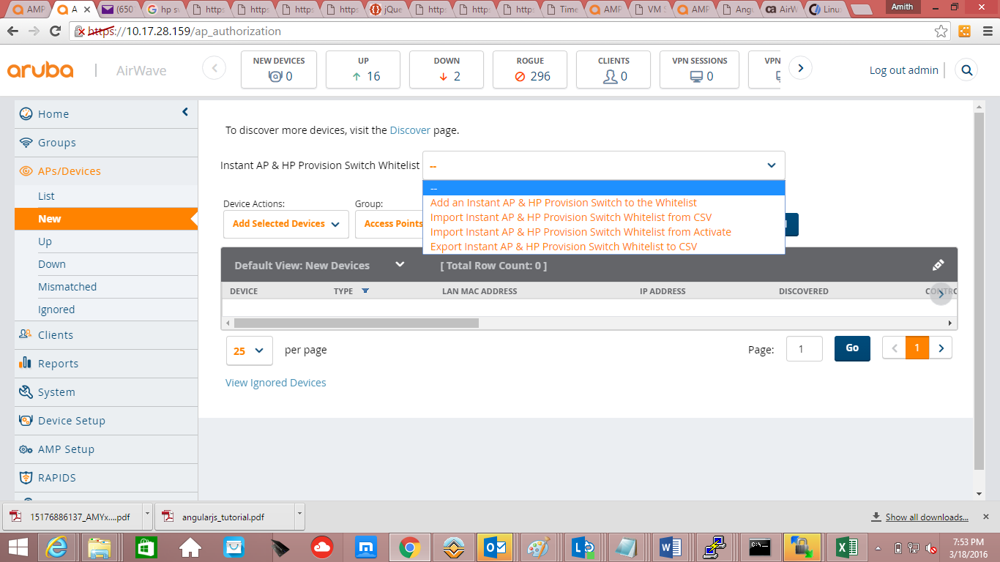 AMP
A
(650
hp sw
https
https
https
https
jQue
https
https
https
Time
AMP
VM S
AMP
Angu
AirW
Linu
Amith
https://10.17.28.159/ap_authorization
aruba
AirWave
NEW DEVICES
0
UP
16
DOWN
2
ROGUE
296
CLIENTS
0
VPN SESSIONS
0
VPN
Log out admin
Home
Groups
APs/Devices
List
New
Up
Down
Mismatched
Ignored
Clients
Reports
System
Device Setup
AMP Setup
RAPIDS
To discover more devices, visit the Discover page.
Instant AP & HP Provision Switch Whitelist
--
--
Add an Instant AP & HP Provision Switch to the Whitelist
Import Instant AP & HP Provision Switch Whitelist from CSV
Import Instant AP & HP Provision Switch Whitelist from Activate
Export Instant AP & HP Provision Switch Whitelist to CSV
Device Actions:
Group:
Add Selected Devices
Access Points
Default View: New Devices
[ Total Row Count: 0 ]
DEVICE TYPE LAN MAC ADDRESS IP ADDRESS DISCOVERED CONTRO
25 per page
Page: 1 Go 1
View Ignored Devices
15176886137_AMYx....pdf
angularjs_tutorial.pdf
Show all downloads...
7:53 PM
3/18/2016